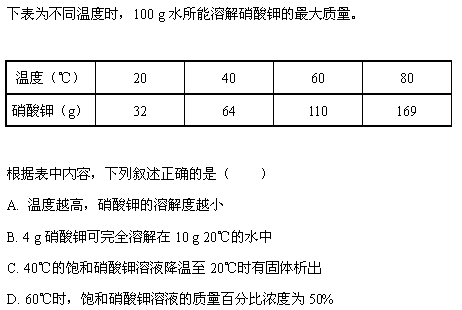 下表为不同温度时，100 g 水所能溶解硝酸钾的最大质量。
温度（℃） 20 40 60 80
硝酸钾（g） 32 64 110 169
根据表中内容，下列叙述正确的是（　　）
A. 温度越高，硝酸钾的溶解度越小
B. 4 g 硝酸钾可完全溶解在 10 g 20℃的水中
C. 40℃的饱和硝酸钾溶液降温至 20℃时有固体析出
D. 60℃时，饱和硝酸钾溶液的质量百分比浓度为 50%